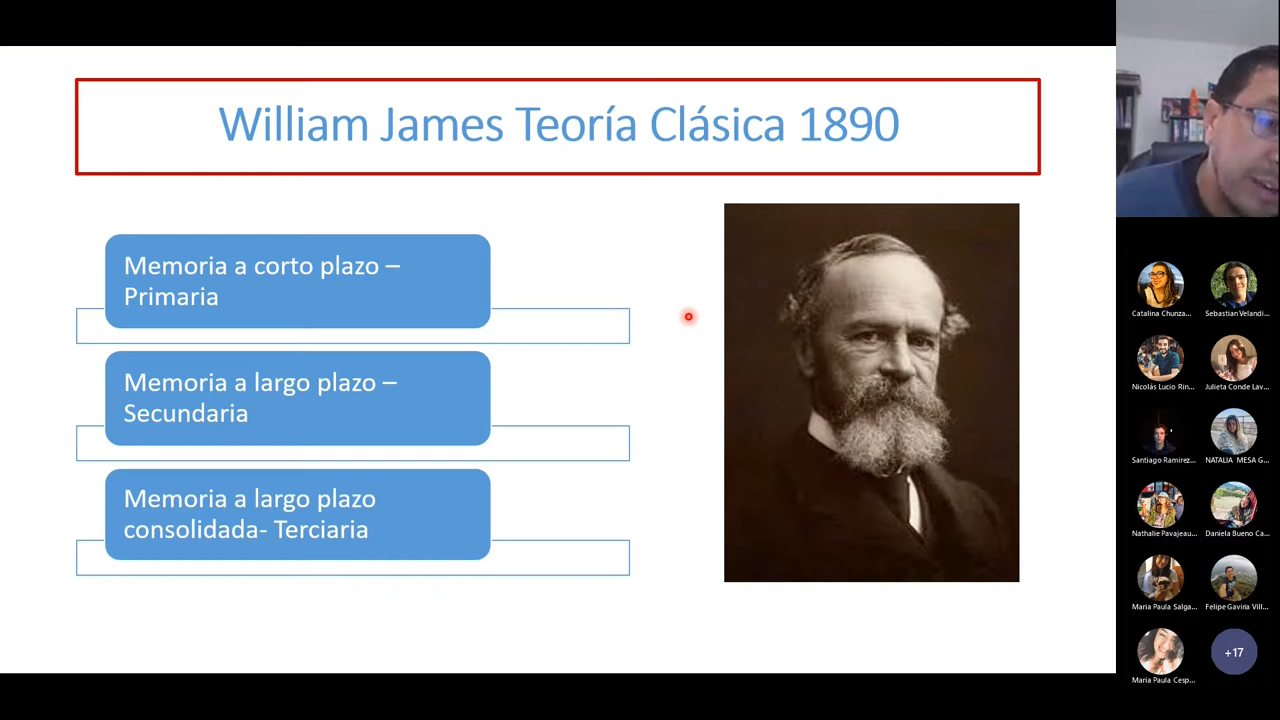 William James Teoría Clásica 1890
Memoria a corto plazo –
Primaria
Memoria a largo plazo –
Secundaria
Memoria a largo plazo
consolidada- Terciaria
Catalina Chunza...
Sebastian Velandi...
Nicolás Lucio Rin...
Julieta Conde Lav...
Santiago Ramirez...
NATALIA MESA G...
Nathalie Pavajeau...
Daniela Bueno Ca...
Maria Paula Salga...
Felipe Gaviria Vill...
Maria Paula Cesp...
+17